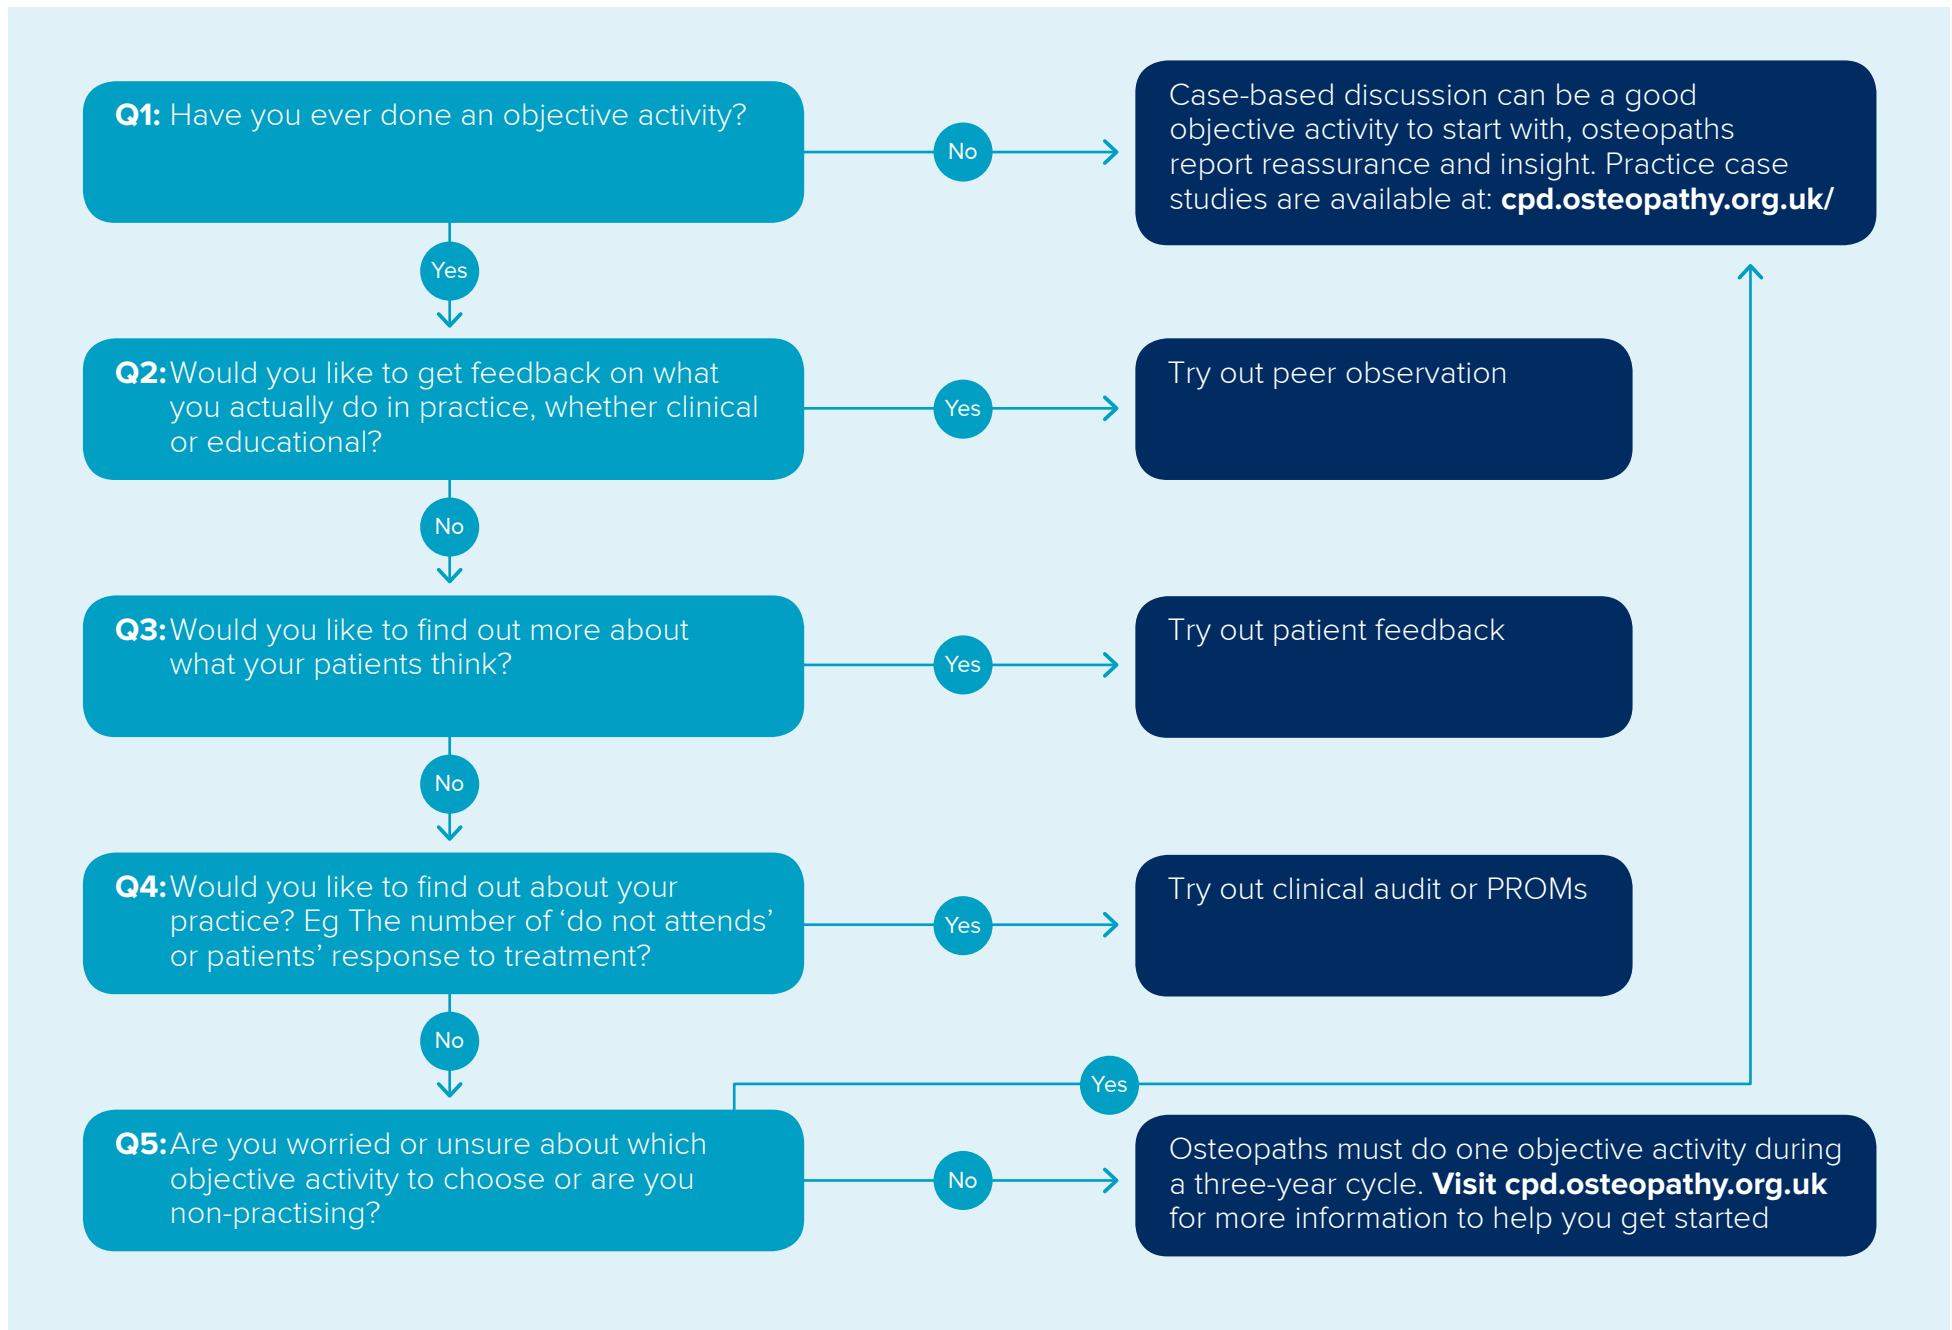 Q1: Have you ever done an objective activity?
No
Case-based discussion can be a good
objective activity to start with, osteopaths
report reassurance and insight. Practice case
studies are available at: cpd.osteopathy.org.uk/
Yes
Q2: Would you like to get feedback on what
you actually do in practice, whether clinical
or educational?
Yes
Try out peer observation
No
Q3: Would you like to find out more about
what your patients think?
Yes
Try out patient feedback
No
Q4: Would you like to find out about your
practice? Eg The number of ‘do not attends’
or patients’ response to treatment?
Yes
Try out clinical audit or PROMs
No
Yes
Q5: Are you worried or unsure about which
objective activity to choose or are you
non-practising?
No
Osteopaths must do one objective activity during
a three-year cycle. Visit cpd.osteopathy.org.uk
for more information to help you get started